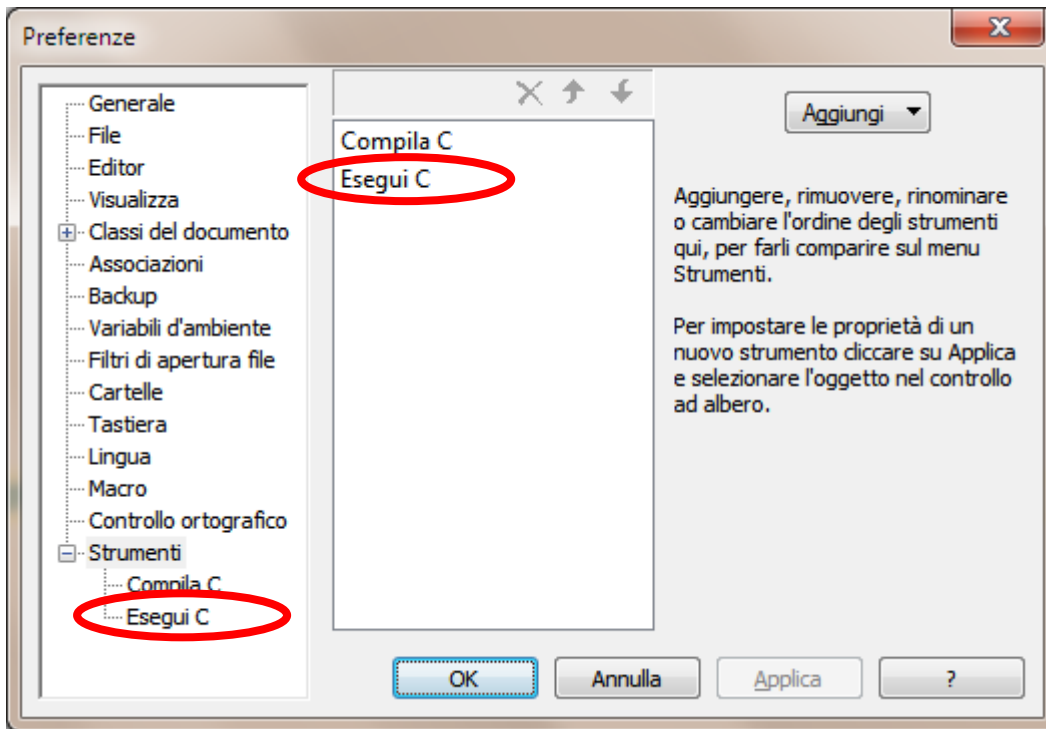 Preferenze
Generale
File
Editor
Visualizza
Classi del documento
Associazioni
Backup
Variabili d'ambiente
Filtri di apertura file
Cartelle
Tastiera
Lingua
Macro
Controllo ortografico
Strumenti
Compila C
Esegui C
Compila C
Esegui C
Aggiungi
Aggiungere, rimuovere, rinominare
o cambiare l'ordine degli strumenti
qui, per farli comparire sul menu
Strumenti.
Per impostare le proprietà di un
nuovo strumento cliccare su Applica
e selezionare l'oggetto nel controllo
ad albero.
OK
Annulla
Applica
?